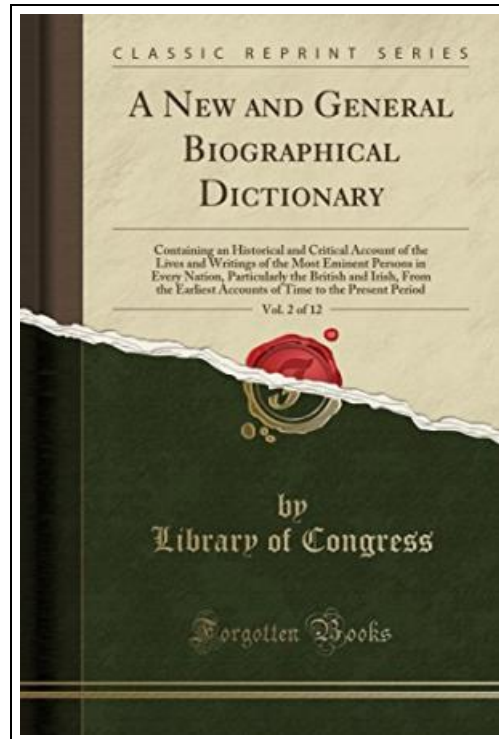 CLASSIC REPRINT SERIES
A NEW AND GENERAL
BIOGRAPHICAL
DICTIONARY
Containing an Historical and Critical Account of the
Lives and Writings of the Most Eminent Persons in
Every Nation, Particularly the British and Irish, From
the Earliest Accounts of Time to the Present Period
Vol. 2 of 12
by
Library of Congress
Forgotten Books